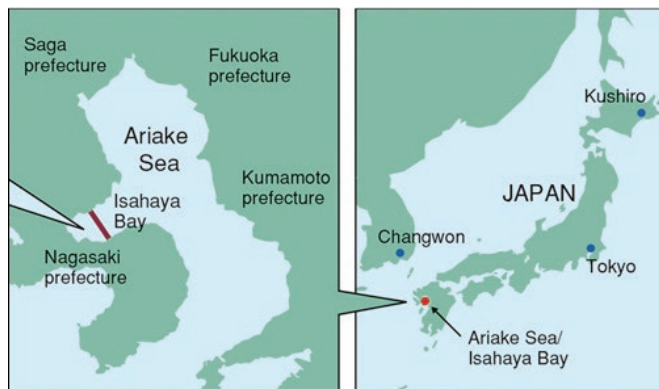 Saga
prefecture
Fukuoka
prefecture
Ariake
Sea
Isahaya
Bay
Kumamoto
prefecture
Nagasaki
prefecture
Kushiro
JAPAN
Changwon
Tokyo
Ariake Sea/
Isahaya Bay